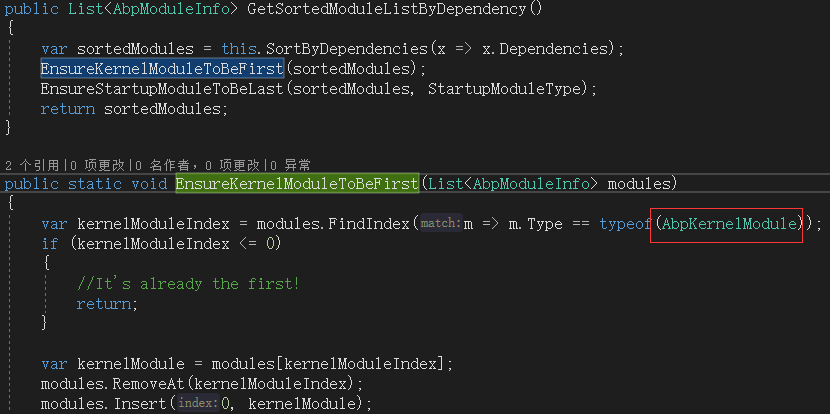 public List<AbpModuleInfo> GetSortedModuleListByDependency()
{
var sortedModules = this.SortByDependencies(x => x.Dependencies);
EnsureKernelModuleToBeFirst(sortedModules);
EnsureStartupModuleToBeLast(sortedModules, StartupModuleType);
return sortedModules;
}
2 个引用|0 项更改|0 名作者, 0 项更改|0 异常
public static void EnsureKernelModuleToBeFirst(List<AbpModuleInfo> modules)
{
var kernelModuleIndex = modules.FindIndex(match:m => m.Type == typeof(AbpKernelModule));
if (kernelModuleIndex <= 0)
{
//It's already the first!
return;
}
var kernelModule = modules[kernelModuleIndex];
modules.RemoveAt(kernelModuleIndex);
modules.Insert(index:0, kernelModule);